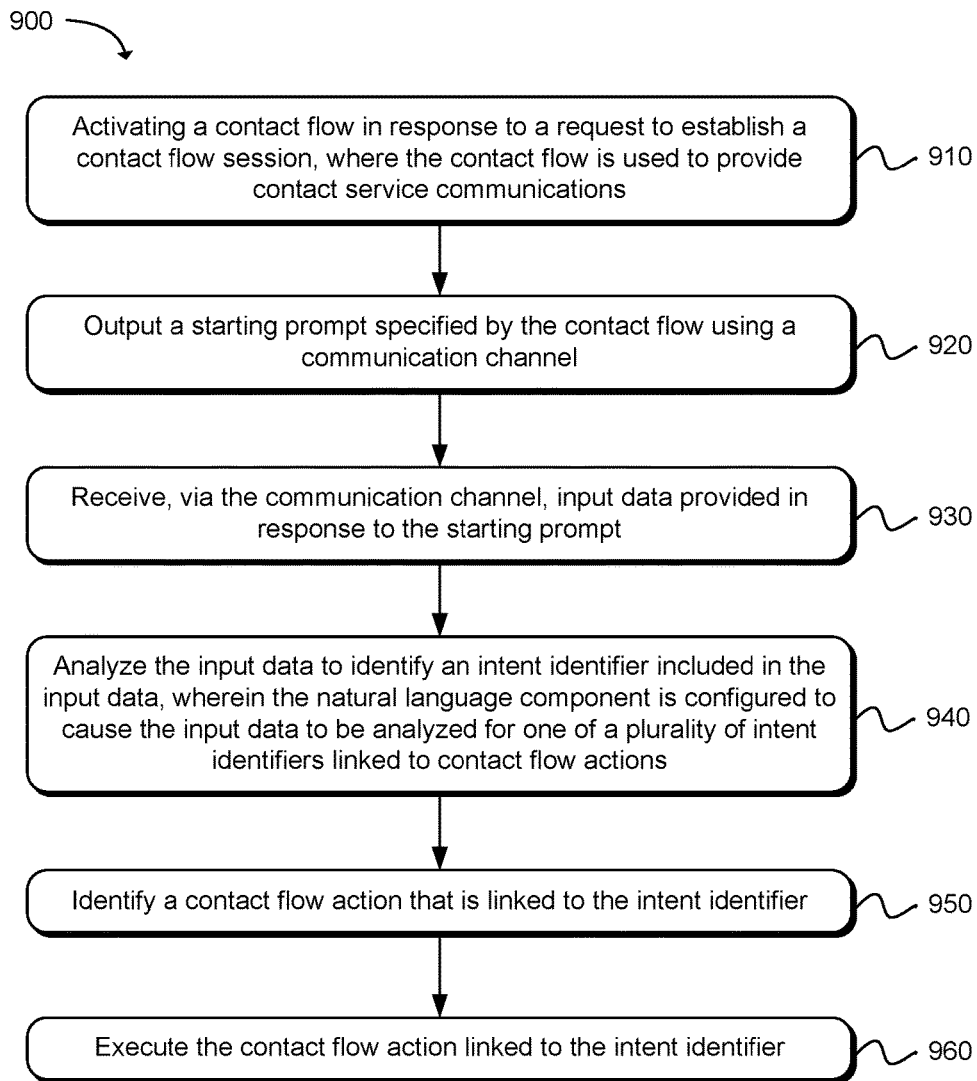 900
Activating a contact flow in response to a request to establish a
contact flow session, where the contact flow is used to provide
contact service communications
910
Output a starting prompt specified by the contact flow using a
communication channel
920
Receive, via the communication channel, input data provided in
response to the starting prompt
930
Analyze the input data to identify an intent identifier included in the
input data, wherein the natural language component is configured to
cause the input data to be analyzed for one of a plurality of intent
identifiers linked to contact flow actions
940
Identify a contact flow action that is linked to the intent identifier
950
Execute the contact flow action linked to the intent identifier
960